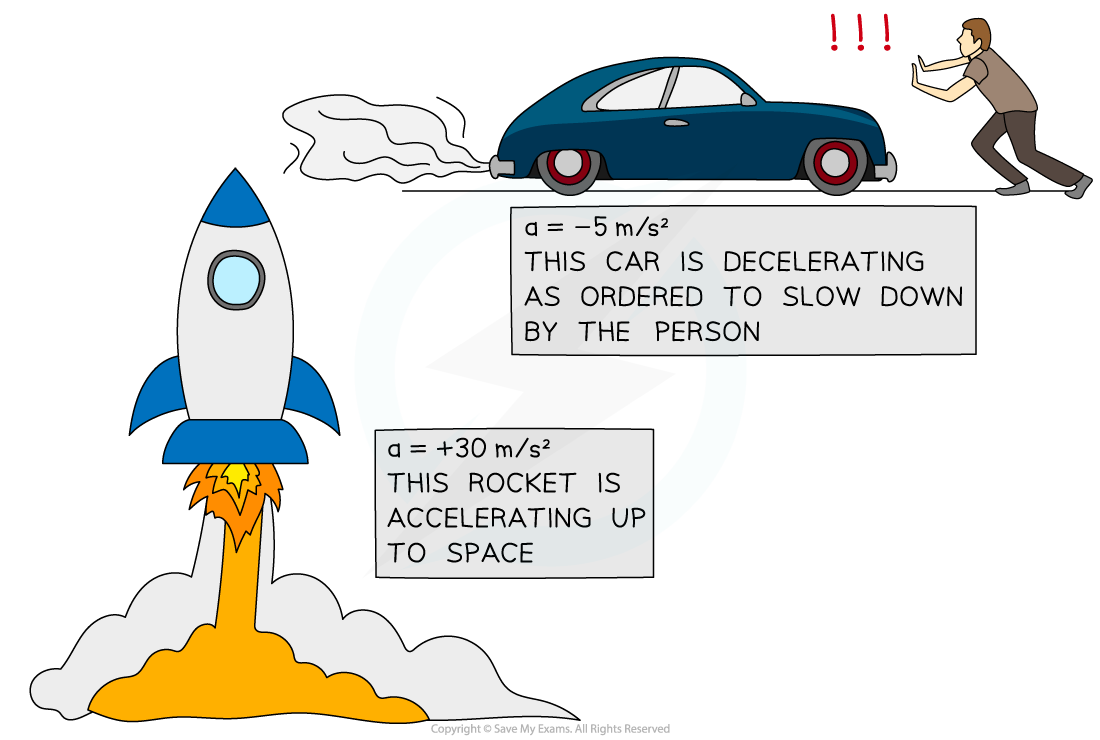 !!!
a = −5 m/s²
THIS CAR IS DECELERATING
AS ORDERED TO SLOW DOWN
BY THE PERSON
a = +30 m/s²
THIS ROCKET IS
ACCELERATING UP
TO SPACE
Copyright © Save My Exams. All Rights Reserved